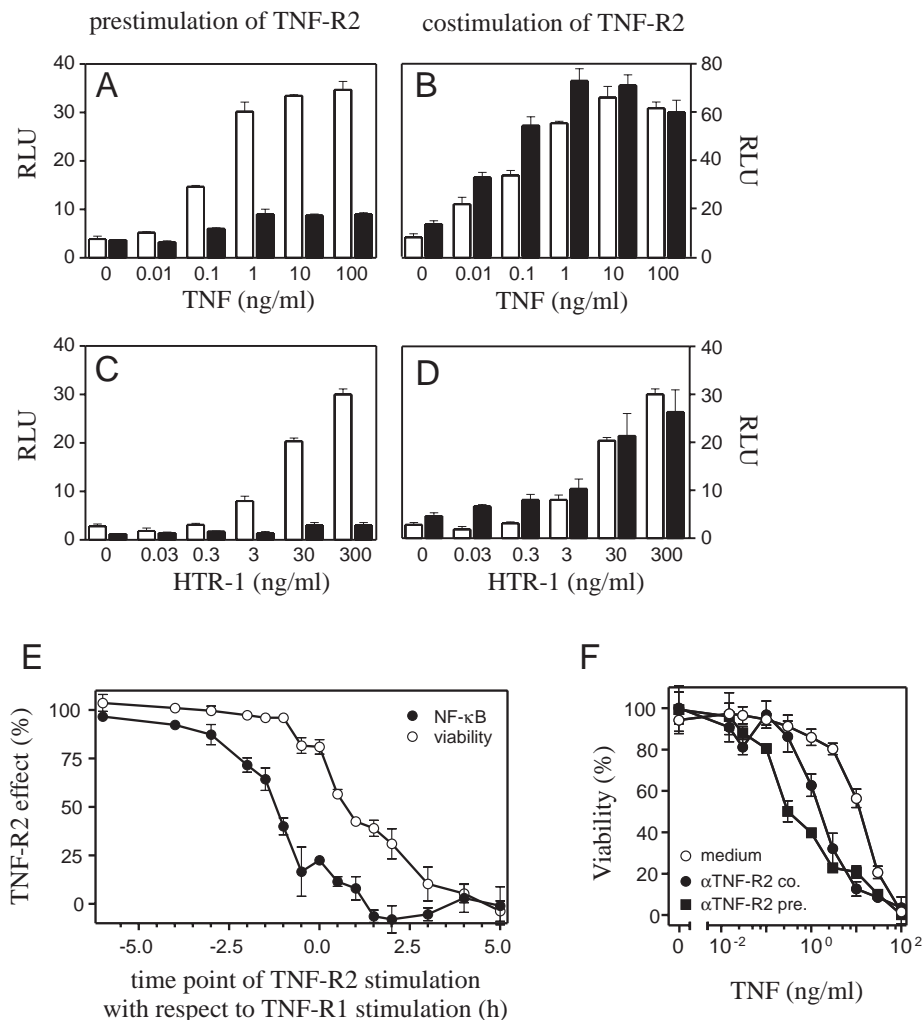 prestimulation of TNF-R2 costimulation of TNF-R2
A
40
30
20
10
0
RLU
0 0.01 0.1 1 10 100
TNF (ng/ml)
B
80
60
40
20
0
RLU
0 0.01 0.1 1 10 100
TNF (ng/ml)
C
40
30
20
10
0
RLU
0 0.03 0.3 3 30 300
HTR-1 (ng/ml)
D
40
30
20
10
0
RLU
0 0.03 0.3 3 30 300
HTR-1 (ng/ml)
E
TNF-R2 effect (%)
100
75
50
25
0
NF-κB
viability
-5.0 -2.5 0.0 2.5 5.0
time point of TNF-R2 stimulation
with respect to TNF-R1 stimulation (h)
F
Viability (%)
100
80
60
40
20
0
medium
αTNF-R2 co.
αTNF-R2 pre.
0 10⁻² 10⁰ 10²
TNF (ng/ml)